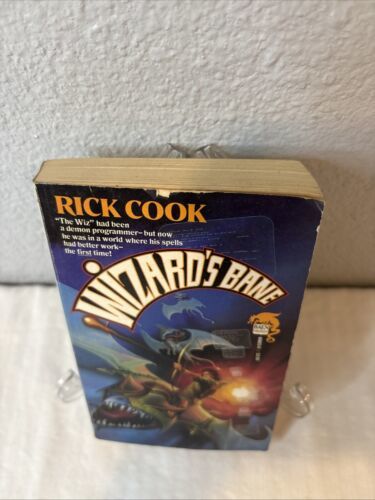 RICK COOK
"The Wiz" had been
a demon programmer—but now
he was in a world where his spells
had better work—
the first time!
WIZARD'S BANE
BAEN